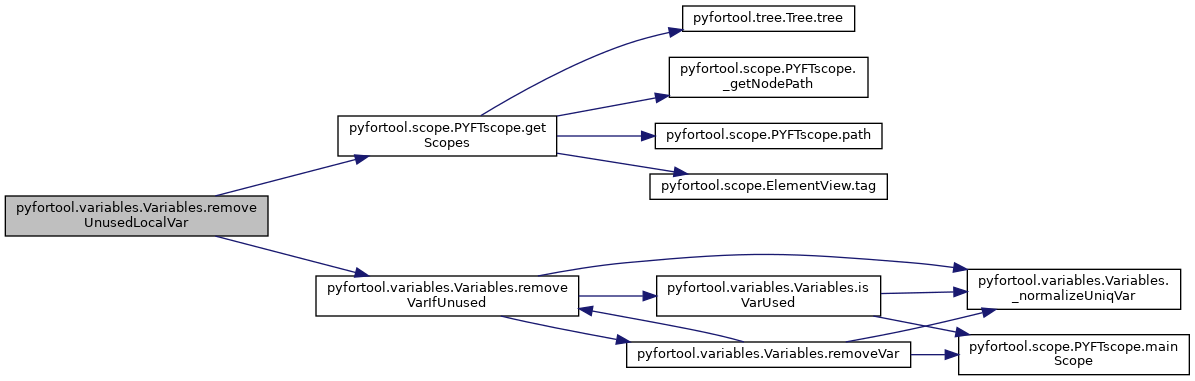 pyfortool.variables.Variables.remove
UnusedLocalVar
pyfortool.scope.PYFTscope.get
Scopes
pyfortool.tree.Tree.tree
pyfortool.scope.PYFTscope.
_getNodePath
pyfortool.scope.PYFTscope.path
pyfortool.scope.ElementView.tag
pyfortool.variables.Variables.remove
VarIfUnused
pyfortool.variables.Variables.is
VarUsed
pyfortool.variables.Variables.removeVar
pyfortool.variables.Variables.
_normalizeUniqVar
pyfortool.scope.PYFTscope.main
Scope